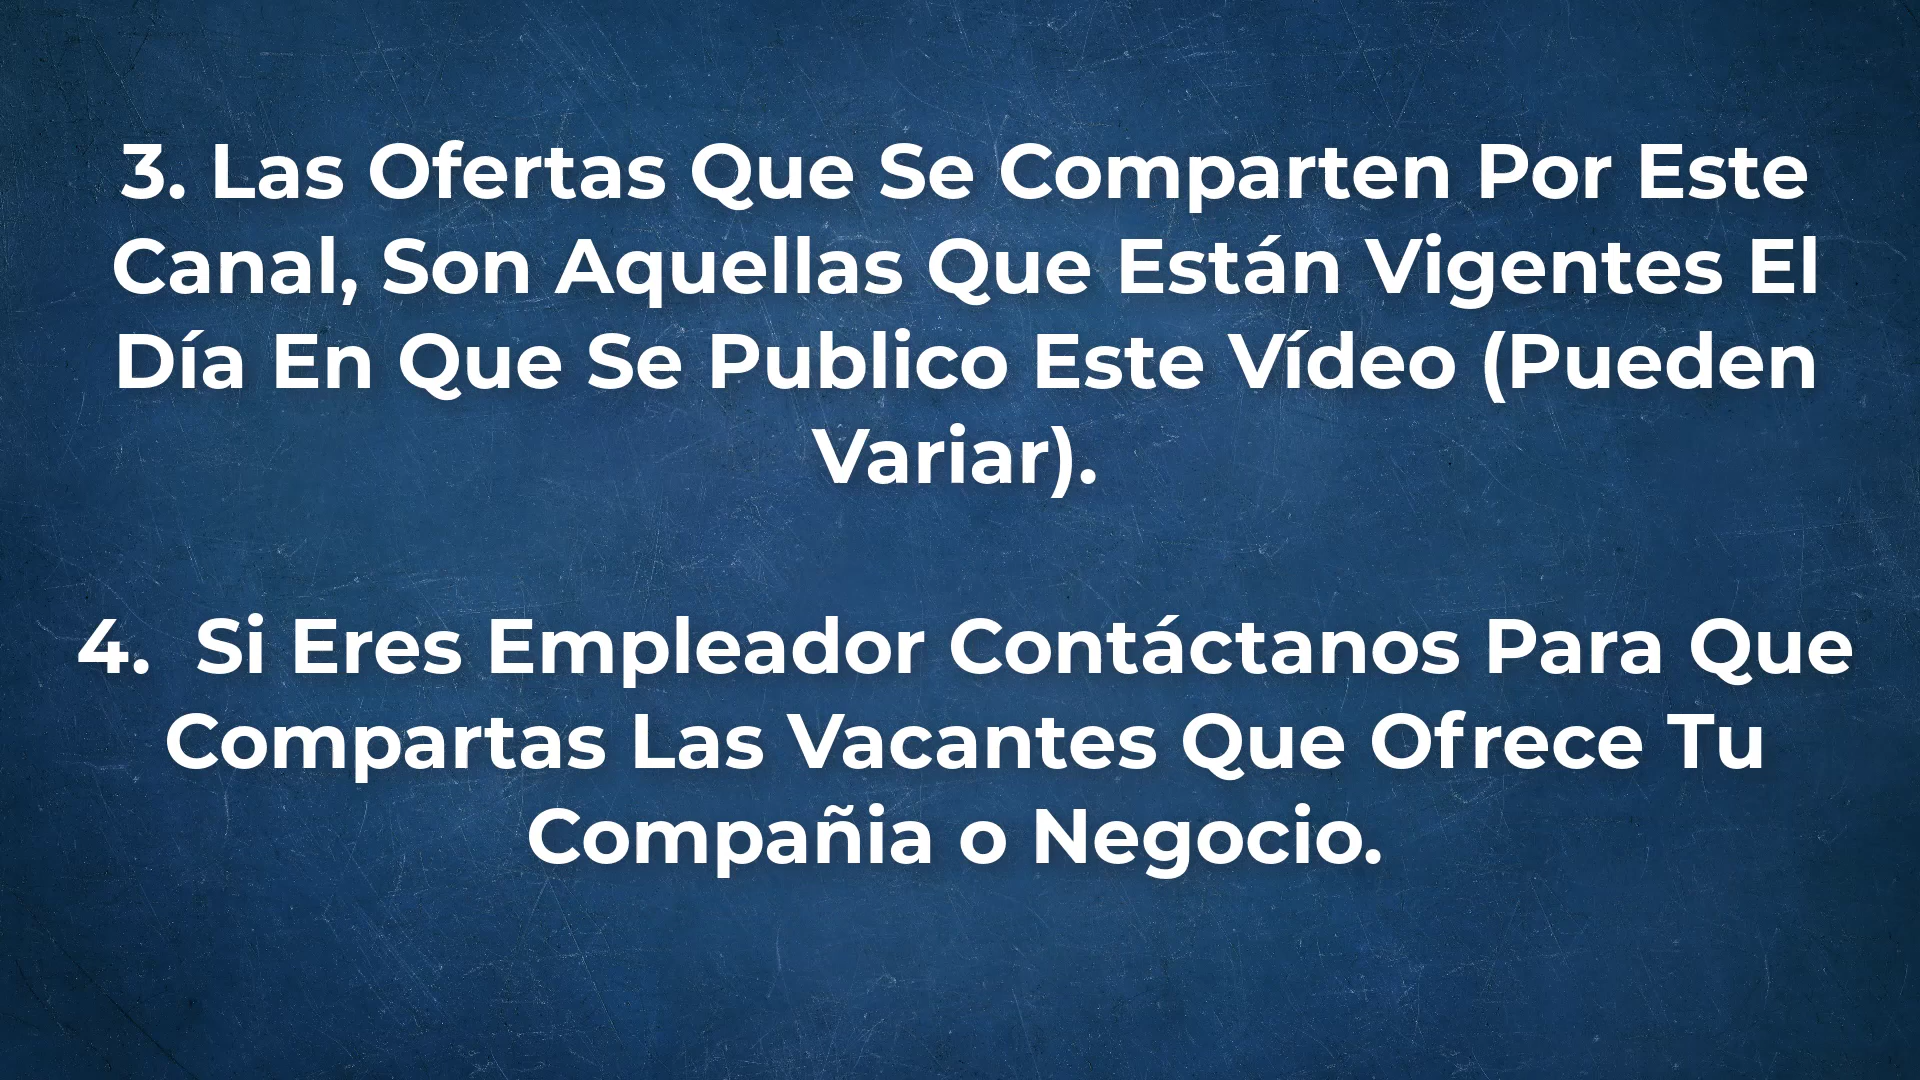 3. Las Ofertas Que Se Comparten Por Este
Canal, Son Aquellas Que Están Vigentes El
Día En Que Se Publico Este Vídeo (Pueden
Variar).
4. Si Eres Empleador Contáctanos Para Que
Compartas Las Vacantes Que Ofrece Tu
Compañia o Negocio.